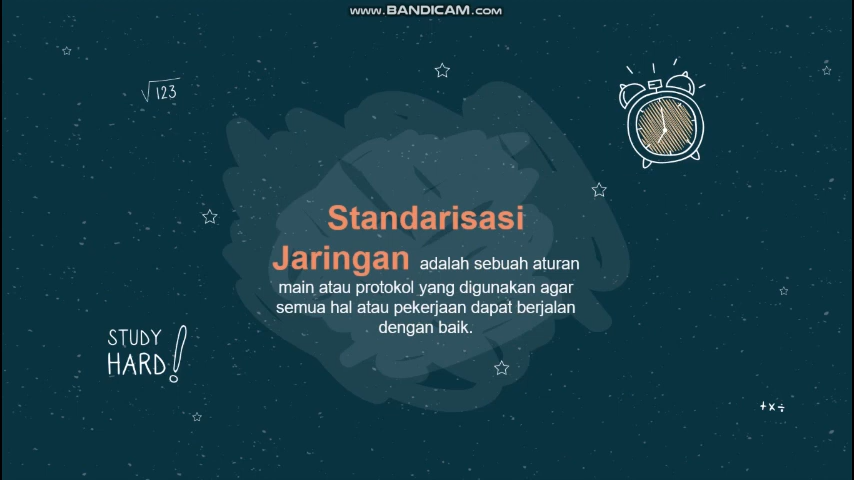 www.BANDICAM.com
√123
Standarisasi
Jaringan adalah sebuah aturan
main atau protokol yang digunakan agar
semua hal atau pekerjaan dapat berjalan
dengan baik.
STUDY
HARD!
+x÷